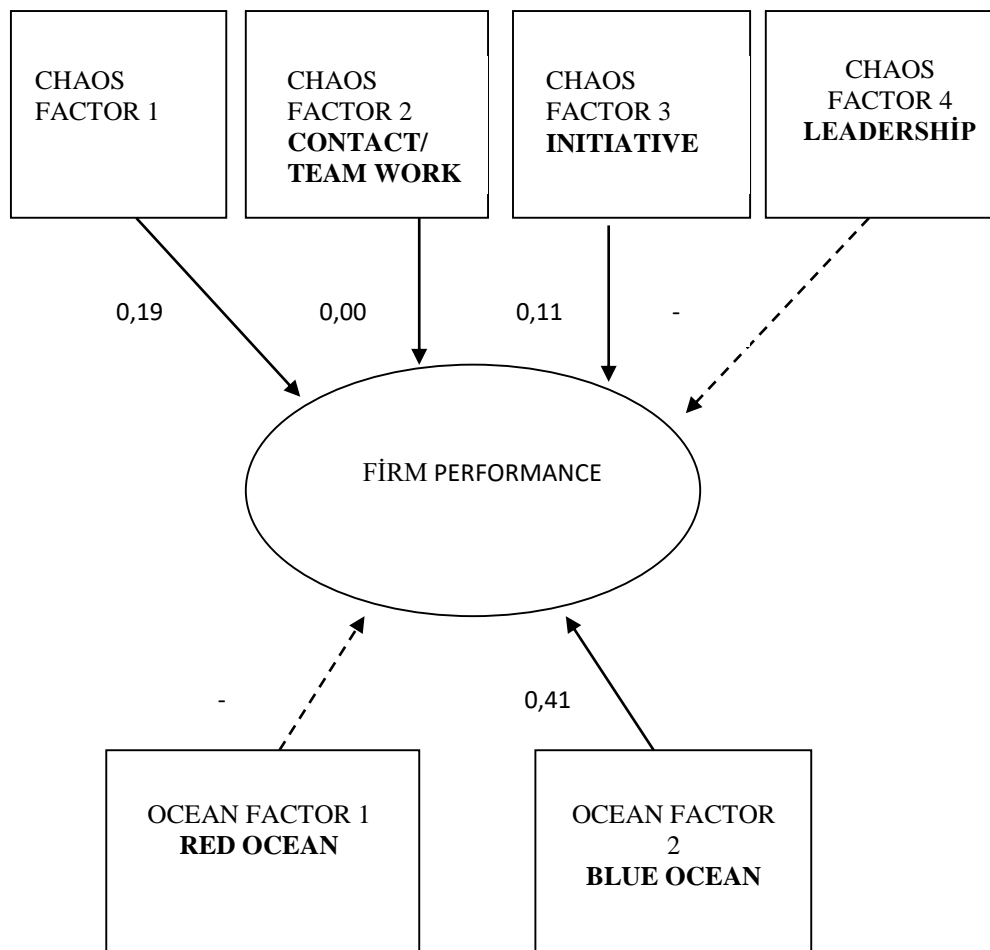 CHAOS
FACTOR 1
CHAOS
FACTOR 2
CONTACT/
TEAM WORK
CHAOS
FACTOR 3
INITIATIVE
CHAOS
FACTOR 4
LEADERSHİP
0,19
0,00
0,11
-
FİRM PERFORMANCE
-
0,41
OCEAN FACTOR 1
RED OCEAN
OCEAN FACTOR
2
BLUE OCEAN